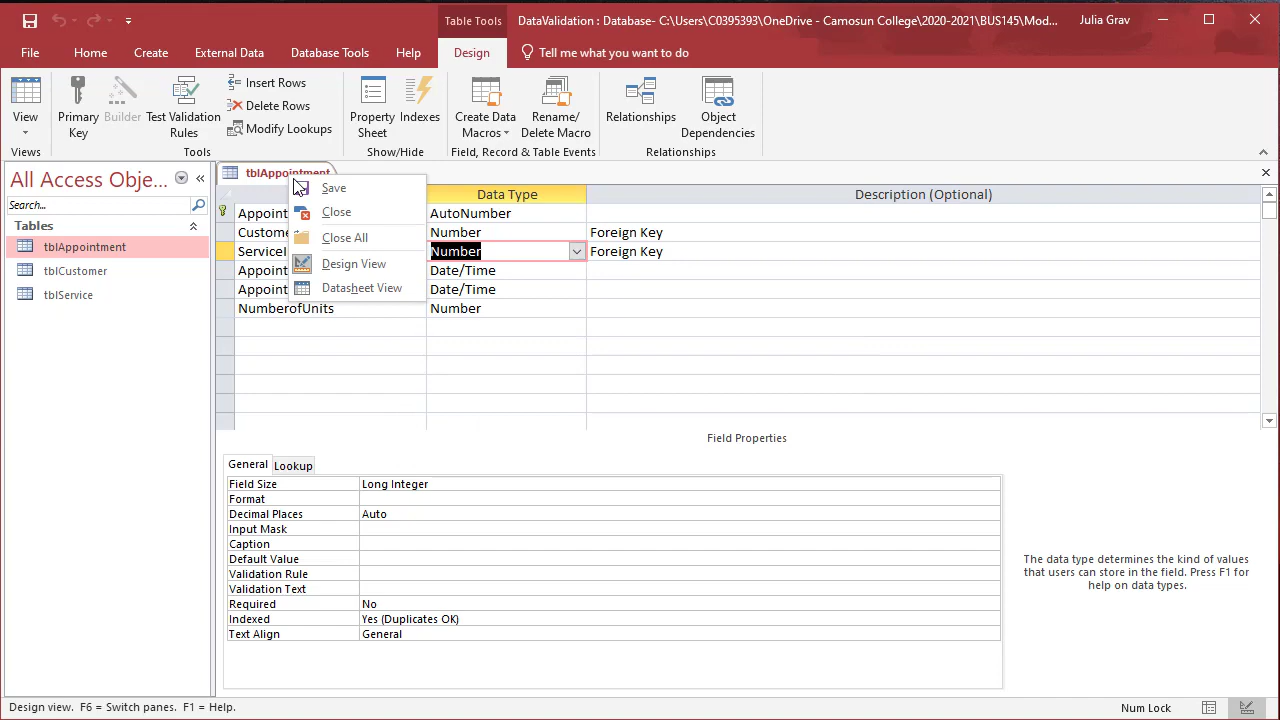 Table Tools
DataValidation : Database- C:\Users\C0395393\OneDrive - Camosun College\2020-2021\BUS145\Mod...
Julia Grav
File Home Create External Data Database Tools Help Design Tell me what you want to do
View
Primary Key
Builder
Test Validation Rules
Insert Rows
Delete Rows
Modify Lookups
Property Sheet
Indexes
Create Data Macros
Rename/ Delete Macro
Relationships
Object Dependencies
Views Tools Show/Hide Field, Record & Table Events Relationships
All Access Obje...
Search...
Tables
tblAppointment
tblCustomer
tblService
tblAppointment
Save
Close
Close All
Design View
Datasheet View
Data Type Description (Optional)
Appoint AutoNumber
Custome Number Foreign Key
ServiceI Number Foreign Key
Appoint Date/Time
Appoint Date/Time
NumberofUnits Number
Field Properties
General Lookup
Field Size Long Integer
Format
Decimal Places Auto
Input Mask
Caption
Default Value
Validation Rule
Validation Text
Required No
Indexed Yes (Duplicates OK)
Text Align General
The data type determines the kind of values
that users can store in the field. Press F1 for
help on data types.
Design view. F6 = Switch panes. F1 = Help.
Num Lock